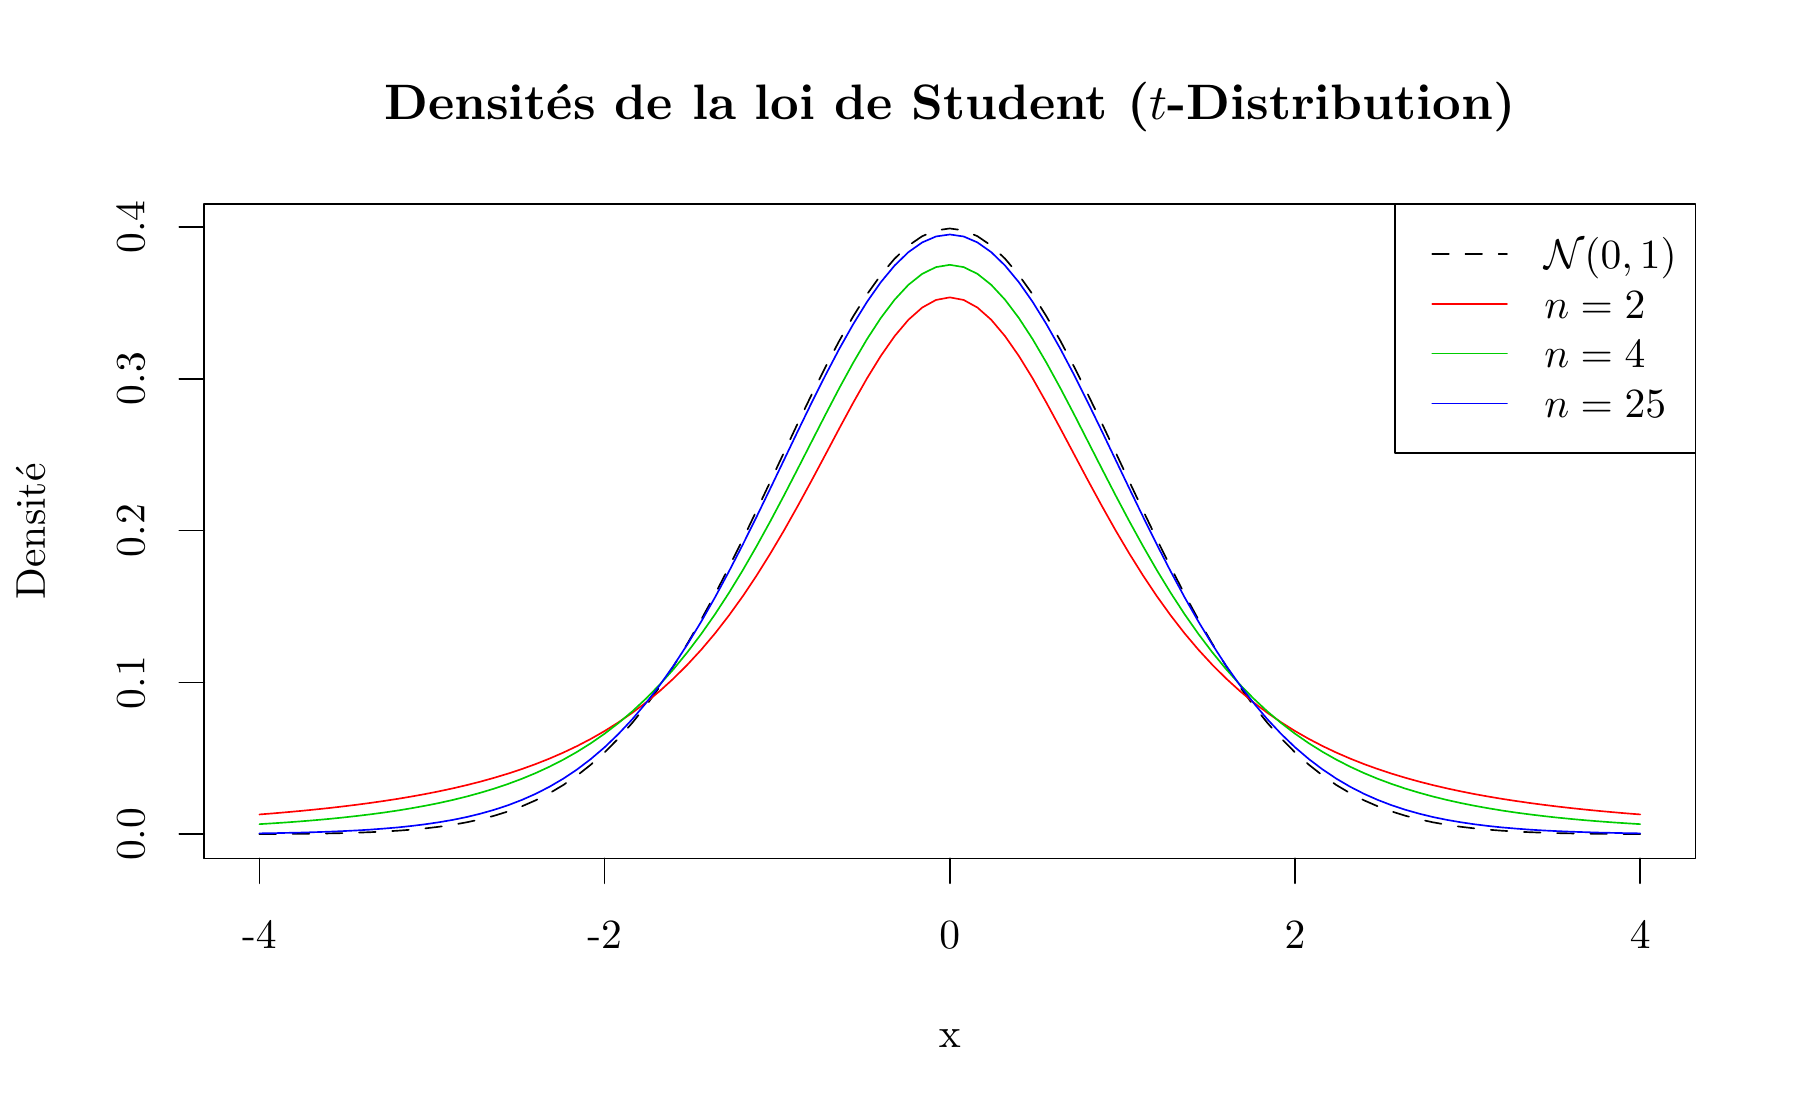 Densités de la loi de Student (t-Distribution)
0.4
0.3
0.2
0.1
0.0
Densité
𝒩(0, 1)
n = 2
n = 4
n = 25
-4
-2
0
2
4
x